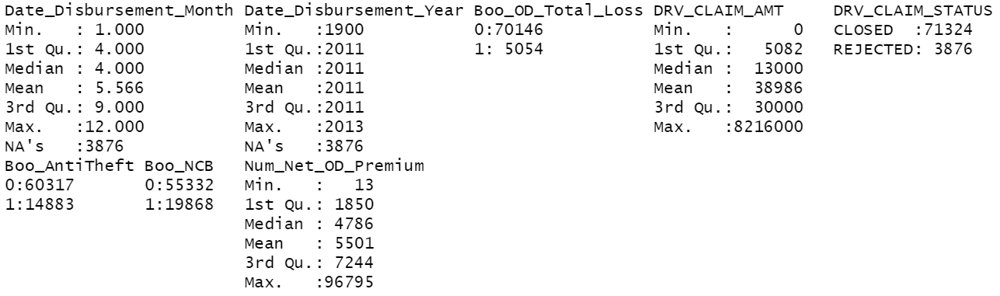 Date_Disbursement_Month Date_Disbursement_Year Boo_OD_Total_Loss DRV_CLAIM_AMT     DRV_CLAIM_STATUS
Min.   : 1.000          Min.   :1900           0:70146           Min.   :      0   CLOSED  :71324
1st Qu.: 4.000          1st Qu.:2011           1: 5054           1st Qu.:   5082   REJECTED: 3876
Median : 4.000          Median :2011                             Median :  13000
Mean   : 5.566          Mean   :2011                             Mean   :  38986
3rd Qu.: 9.000          3rd Qu.:2011                             3rd Qu.:  30000
Max.   :12.000          Max.   :2013                             Max.   :8216000
NA's   :3876            NA's   :3876
Boo_AntiTheft Boo_NCB   Num_Net_OD_Premium
0:60317       0:55332   Min.   :   13
1:14883       1:19868   1st Qu.: 1850
                        Median : 4786
                        Mean   : 5501
                        3rd Qu.: 7244
                        Max.   :96795